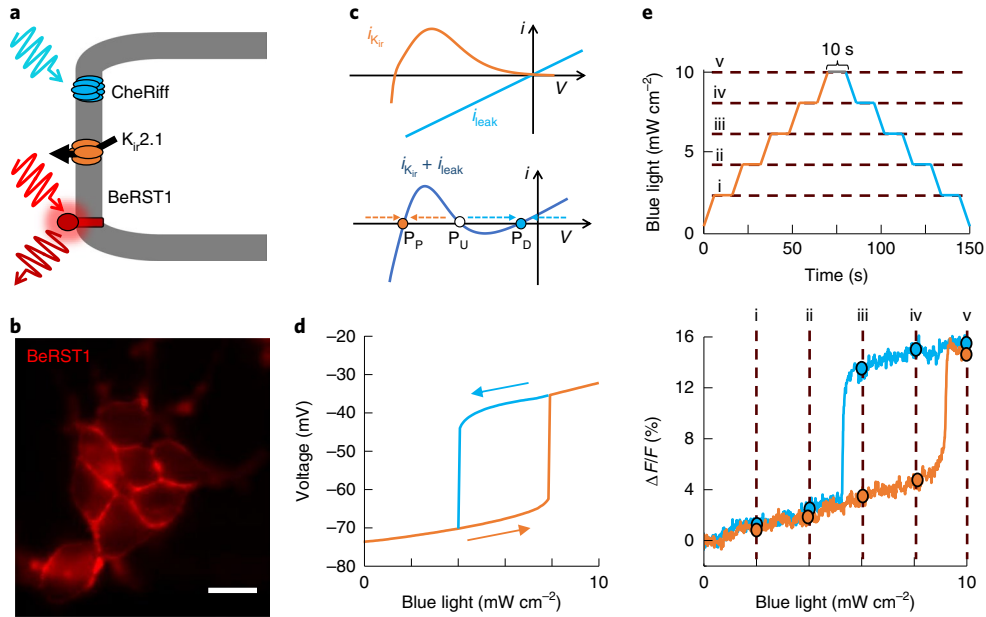 a
CheRiff
Kir2.1
BeRST1
b
BeRST1
c
i
iKir
V
ileak
iKir + ileak
i
PP
PU
PD
V
d
–20
–30
–40
–50
–60
–70
–80
Voltage (mV)
0
10
Blue light (mW cm−2)
e
10 s
v
iv
iii
ii
i
10
5
0
Blue light (mW cm−2)
0
50
100
150
Time (s)
i
ii
iii
iv
v
16
12
8
4
0
Δ F/F (%)
0
10
Blue light (mW cm−2)